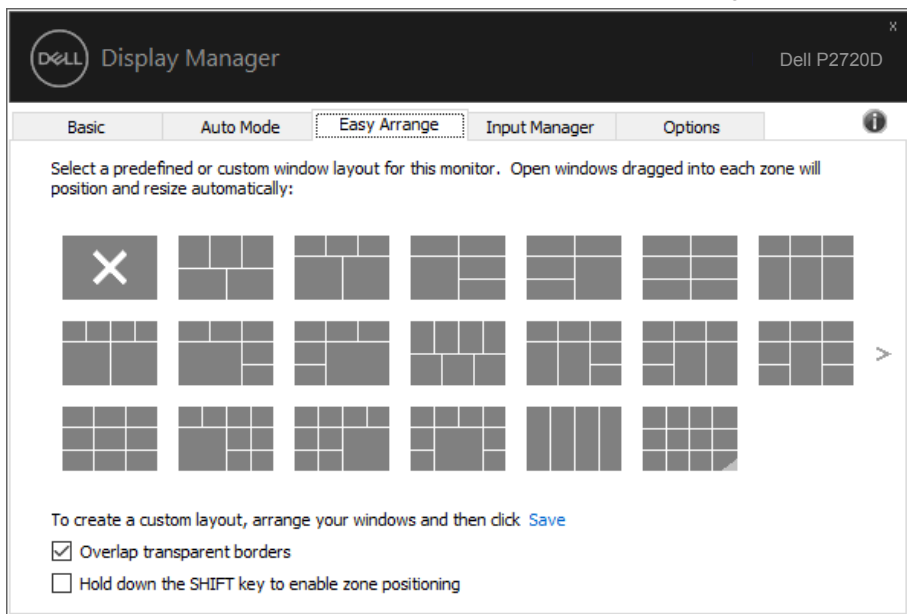 x
DELL Display Manager
Dell P2720D
Basic Auto Mode Easy Arrange Input Manager Options
Select a predefined or custom window layout for this monitor. Open windows dragged into each zone will
position and resize automatically:
>
To create a custom layout, arrange your windows and then click Save
Overlap transparent borders
Hold down the SHIFT key to enable zone positioning